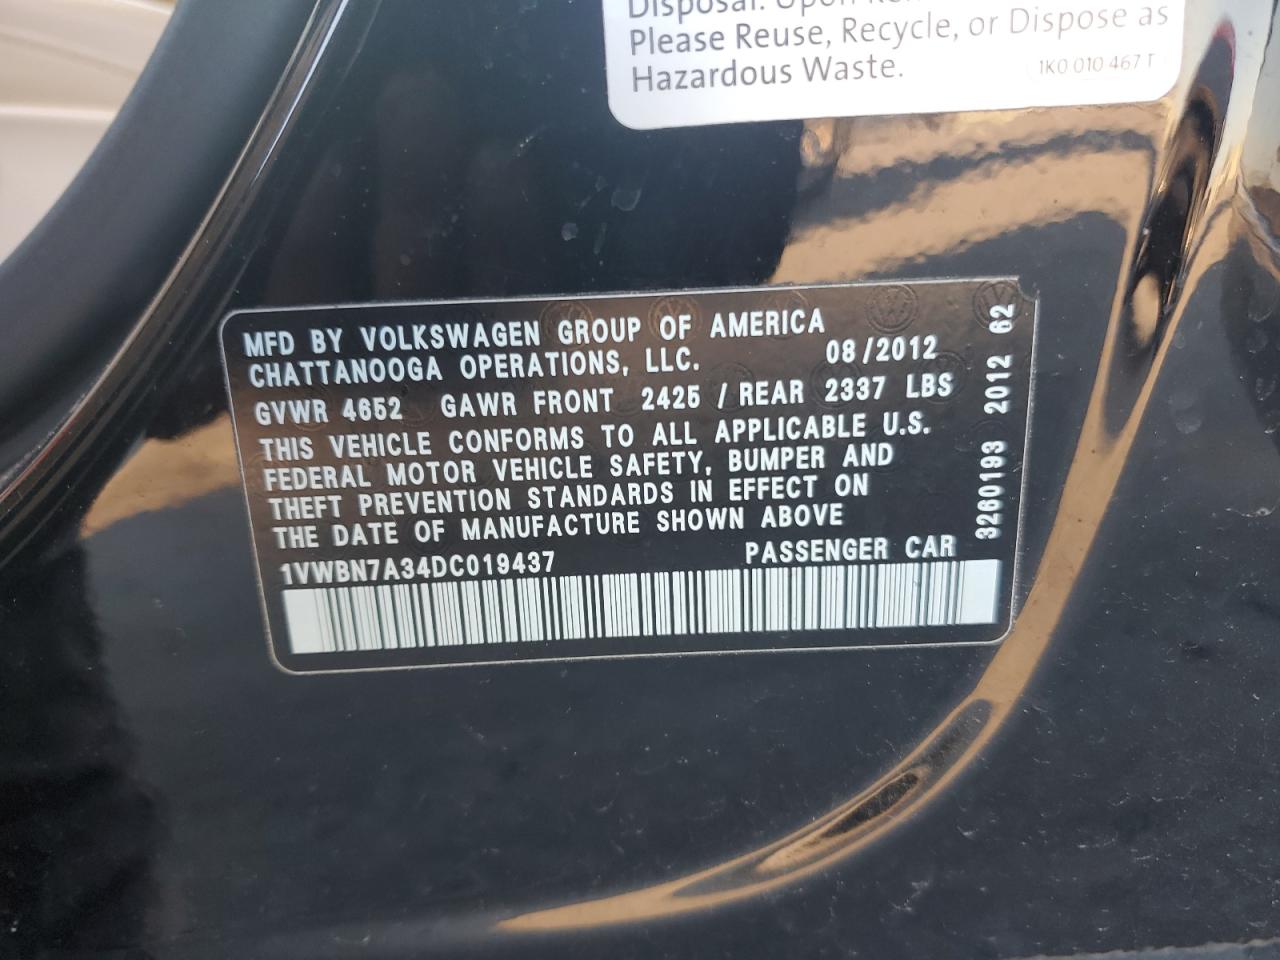 Disposal: Upon
Please Reuse, Recycle, or Dispose as
Hazardous Waste.
1K0 010 467 T
MFD BY VOLKSWAGEN GROUP OF AMERICA
CHATTANOOGA OPERATIONS, LLC. 08/2012
GVWR 4652 GAWR FRONT 2425 / REAR 2337 LBS
THIS VEHICLE CONFORMS TO ALL APPLICABLE U.S.
FEDERAL MOTOR VEHICLE SAFETY, BUMPER AND
THEFT PREVENTION STANDARDS IN EFFECT ON
THE DATE OF MANUFACTURE SHOWN ABOVE
1VWBN7A34DC019437 PASSENGER CAR
3260193 2012 62